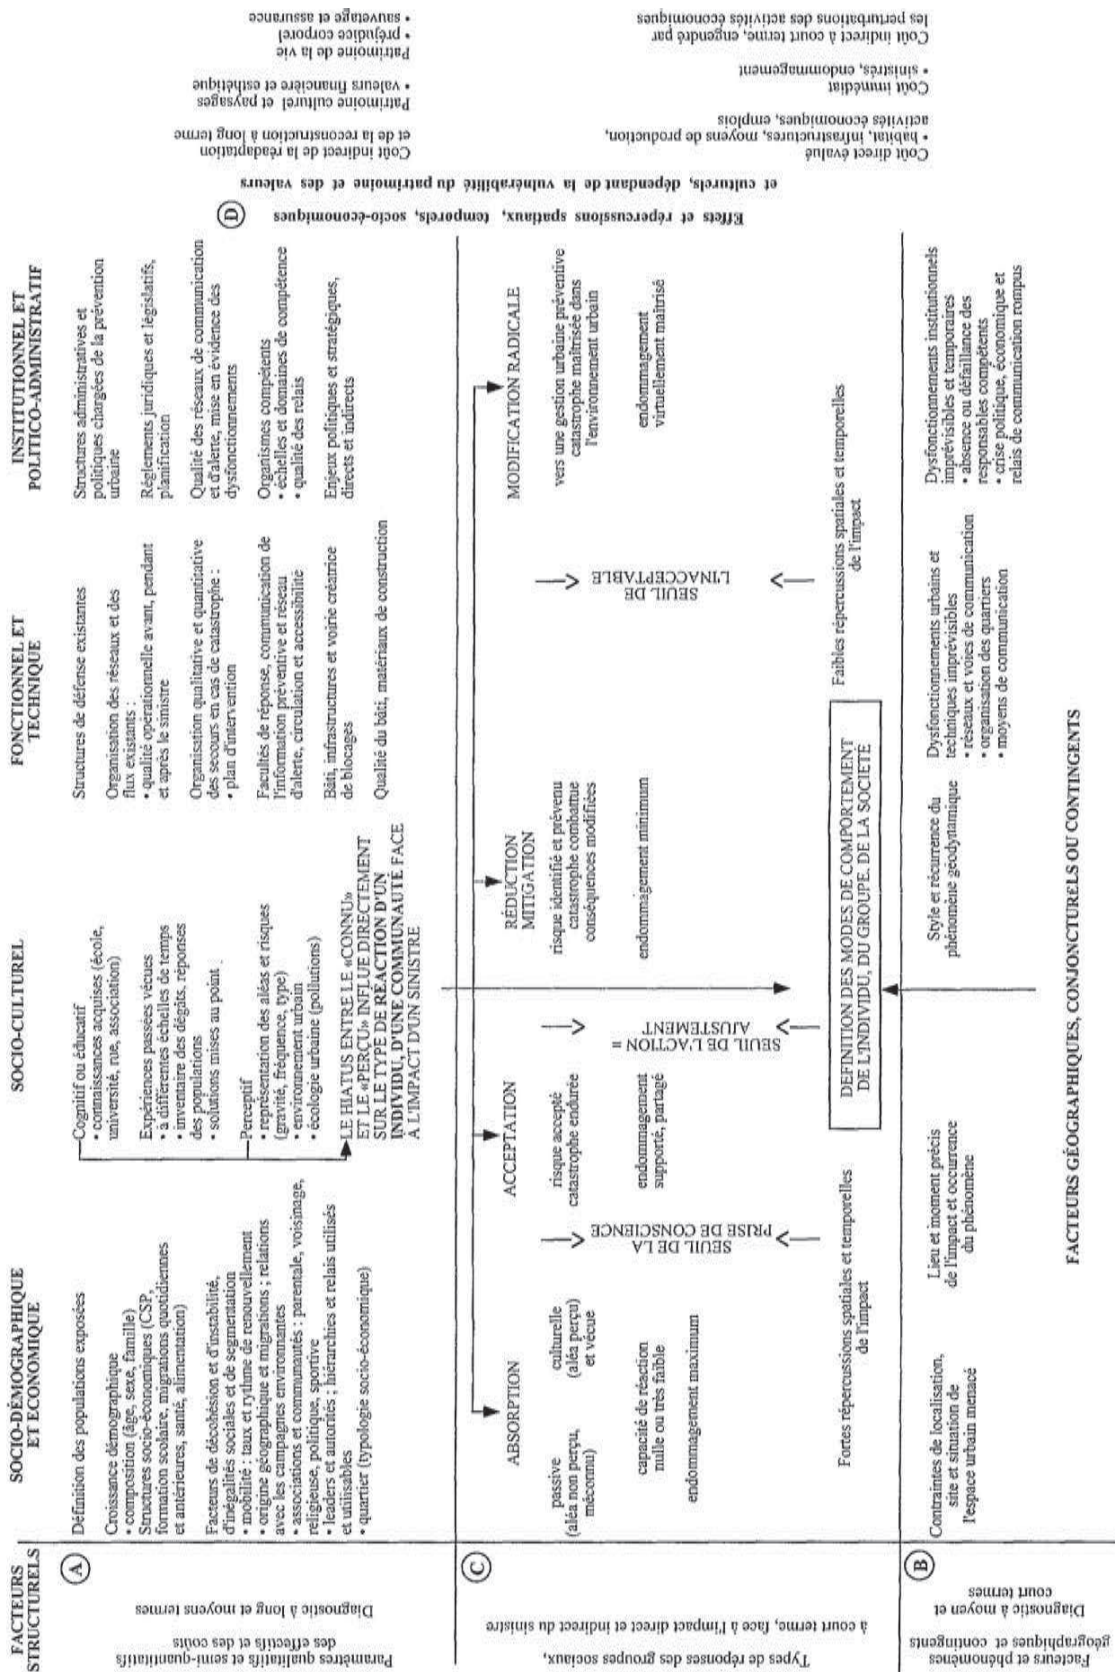 FACTEURS
STRUCTURELS
SOCIO-DÉMOGRAPHIQUE
ET ECONOMIQUE
SOCIO-CULTUREL
FONCTIONNEL ET
TECHNIQUE
INSTITUTIONNEL ET
POLITICO-ADMINISTRATIF
A
Paramètres qualitatifs et semi-quantitatifs
des effectifs et des coûts
Diagnostic à long et moyens termes
Définition des populations exposées
Croissance démographique
• composition (âge, sexe, famille)
Structures socio-économiques (CSP,
formation scolaire, migrations quotidiennes
et antérieures, santé, alimentation)
Facteurs de décohésion et d'instabilité,
d'inégalités sociales et de segmentation
• mobilité : taux et rythme de renouvellement
• origine géographique et migrations ; relations
avec les campagnes environnantes
• associations et communautés : parentale, voisinage,
religieuse, politique, sportive
• leaders et autorités ; hiérarchies et relais utilisés
et utilisables
• quartier (typologie socio-économique)
Cognitif ou éducatif
• connaissances acquises (école,
université, rue, association)
Expériences passées vécues
• à différentes échelles de temps
• inventaire des dégâts, réponses
des populations
• solutions mises au point
Perceptif
• représentation des aléas et risques
(gravité, fréquence, type)
• environnement urbain
• écologie urbaine (pollutions)
LE HIATUS ENTRE LE «CONNU»
ET LE «PERÇU» INFLUE DIRECTEMENT
SUR LE TYPE DE REACTION D'UN
INDIVIDU, D'UNE COMMUNAUTÉ FACE
A L'IMPACT D'UN SINISTRE
Structures de défense existantes
Organisation des réseaux et des
flux existants :
• qualité opérationnelle avant, pendant
et après le sinistre
Organisation qualitative et quantitative
des secours en cas de catastrophe :
• plan d'intervention
Facultés de réponse, communication de
l'information préventive et réseau
d'alerte, circulation et accessibilité
Bâti, infrastructures et voirie créatrice
de blocages
Qualité du bâti, matériaux de construction
Structures administratives et
politiques chargées de la prévention
urbaine
Réglements juridiques et législatifs,
planification
Qualité des réseaux de communication
et d'alerte, mise en évidence des
dysfonctionnements
Organismes compétents
• échelles et domaines de compétence
• qualité des relais
Enjeux politiques et stratégiques,
directs et indirects
C
Types de réponses des groupes sociaux,
à court terme, face à l'impact direct et indirect du sinistre
ABSORPTION
passive
(aléa non perçu,
méconnu)
culturelle
(aléa perçu)
et vécue
capacité de réaction
nulle ou très faible
endommagement maximum
SEUIL DE LA
PRISE DE CONSCIENCE
ACCEPTATION
risque accepté
catastrophe endurée
endommagement
supporté, partagé
SEUIL DE L'ACTION =
AJUSTEMENT
RÉDUCTION
MITIGATION
risque identifié et prévenu
catastrophe combattue
conséquences modifiées
endommagement minimum
SEUIL DE
L'INACCEPTABLE
MODIFICATION RADICALE
vers une gestion urbaine préventive
catastrophe maîtrisée dans
l'environnement urbain
endommagement
virtuellement maîtrisé
Fortes répercussions spatiales et temporelles
de l'impact
DEFINITION DES MODES DE COMPORTEMENT
DE L'INDIVIDU, DU GROUPE, DE LA SOCIÉTÉ
Faibles répercussions spatiales et temporelles
de l'impact
B
Facteurs et phénomènes
géographiques et contingents
Diagnostic à moyen et
court termes
Contraintes de localisation,
site et situation de
l'espace urbain menacé
Lieu et moment précis
de l'impact et occurrence
du phénomène
Style et récurrence du
phénomène géodynamique
Dysfonctionnements urbains et
techniques imprévisibles
• réseaux et voies de communication
• organisation des quartiers
• moyens de communication
Dysfonctionnements institutionnels
imprévisibles et temporaires
• absence ou défaillance des
responsables compétents
• crise politique, économique et
relais de communication rompus
FACTEURS GÉOGRAPHIQUES, CONJONCTURELS OU CONTINGENTS
D
Effets et répercussions spatiaux, temporels, socio-économiques
et culturels, dépendant de la vulnérabilité du patrimoine et des valeurs
Coût direct évalué
• habitat, infrastructures, moyens de production,
activités économiques, emplois
Coût immédiat
• sinistrés, endommagement
Coût indirect à court terme, engendré par
les perturbations des activités économiques
Coût indirect de la réadaptation
et de la reconstruction à long terme
Patrimoine culturel et paysages
• valeurs financière et esthétique
Patrimoine de la vie
• préjudice corporel
• sauvetage et assurance